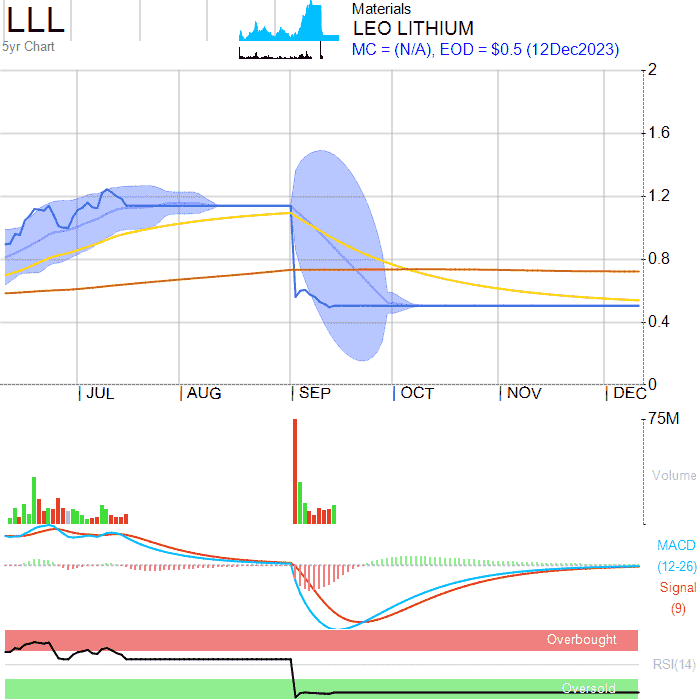 LLL
5yr Chart
Materials
LEO LITHIUM
MC = (N/A), EOD = $0.5 (12Dec2023)
2
1.6
1.2
0.8
0.4
0
JUL AUG SEP OCT NOV DEC
75M
Volume
MACD
(12-26)
Signal
(9)
Overbought
RSI(14)
Oversold